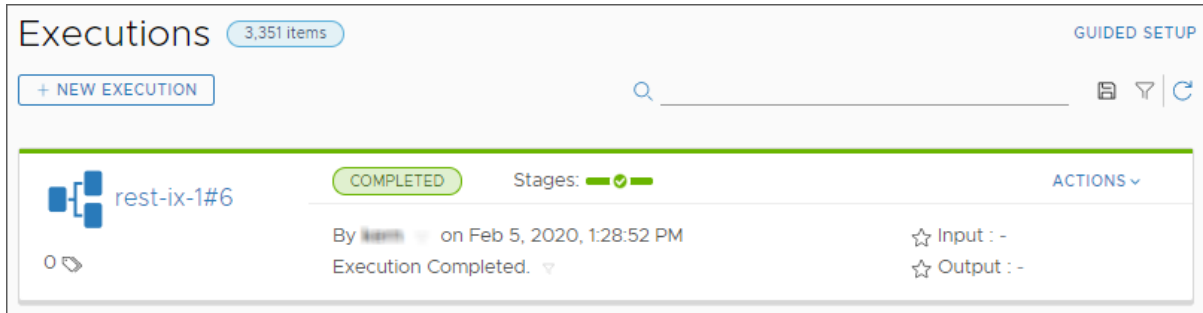 Executions 3,351 items
GUIDED SETUP
+ NEW EXECUTION
rest-ix-1#6
COMPLETED Stages:
ACTIONS
By on Feb 5, 2020, 1:28:52 PM
Input : -
0
Execution Completed.
Output : -